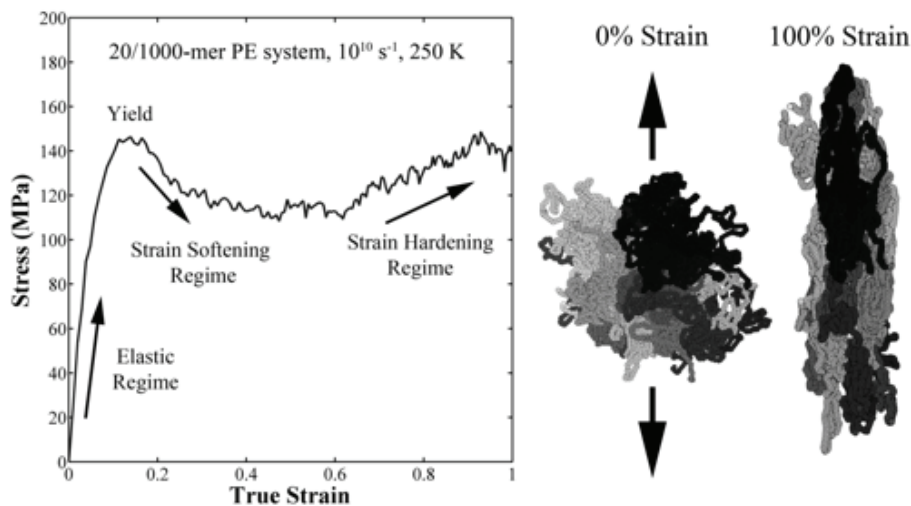 200
180
160
140
120
100
80
60
40
20
0
Stress (MPa)
20/1000-mer PE system, 10¹⁰ s⁻¹, 250 K
Yield
Strain Softening
Regime
Strain Hardening
Regime
Elastic
Regime
0 0.2 0.4 0.6 0.8 1
True Strain
0% Strain
100% Strain